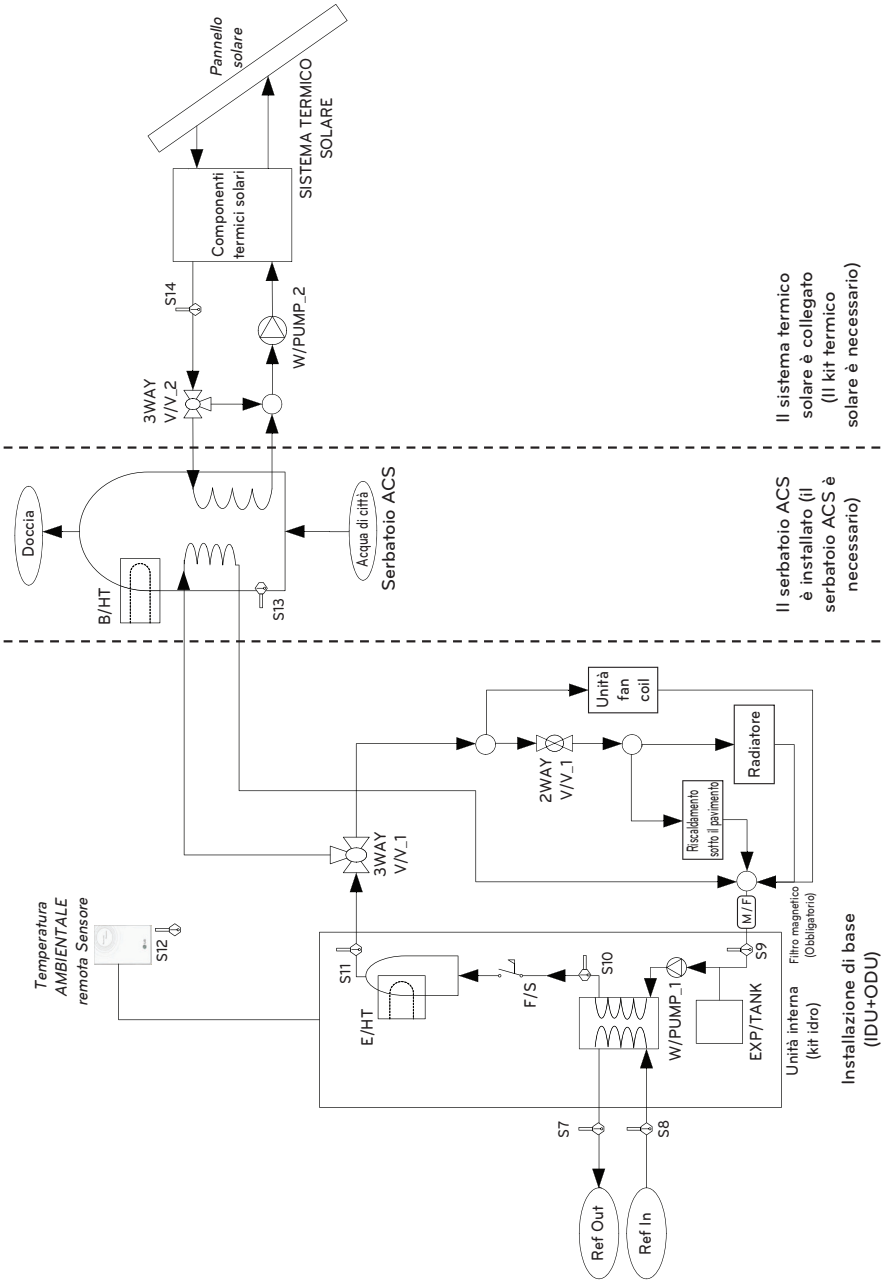 Pannello
solare
SISTEMA TERMICO
SOLARE
Componenti
termici solari
S14
3WAY
V/V_2
W/PUMP_2
Il sistema termico
solare è collegato
(Il kit termico
solare è necessario)
Doccia
B/HT
S13
Acqua di città
Serbatoio ACS
Il serbatoio ACS
è installato (il
serbatoio ACS è
necessario)
Temperatura
AMBIENTALE
remota Sensore
S12
3WAY
V/V_1
Unità
fan
coil
2WAY
V/V_1
Radiatore
Riscaldamento
sotto il pavimento
M/F
Filtro magnetico
(Obbligatorio)
S11
E/HT
F/S
S10
S9
W/PUMP_1
EXP/TANK
Unità interna
(kit idro)
Installazione di base
(IDU+ODU)
S7
S8
Ref Out
Ref In